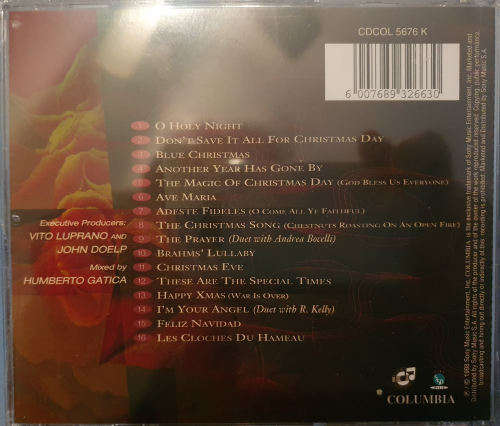 CDCOL 5676 K
6 007689 326630
1 O HOLY NIGHT
2 DON'T SAVE IT ALL FOR CHRISTMAS DAY
3 BLUE CHRISTMAS
4 ANOTHER YEAR HAS GONE BY
5 THE MAGIC OF CHRISTMAS DAY (GOD BLESS US EVERYONE)
6 AVE MARIA
7 ADESTE FIDELES (O COME ALL YE FAITHFUL)
8 THE CHRISTMAS SONG (CHESTNUTS ROASTING ON AN OPEN FIRE)
9 THE PRAYER (Duet with Andrea Bocelli)
10 BRAHMS' LULLABY
11 CHRISTMAS EVE
12 THESE ARE THE SPECIAL TIMES
13 HAPPY XMAS (WAR IS OVER)
14 I'M YOUR ANGEL (Duet with R. Kelly)
15 FELIZ NAVIDAD
16 LES CLOCHES DU HAMEAU
Executive Producers:
VITO LUPRANO AND
JOHN DOELP
Mixed by
HUMBERTO GATICA
COLUMBIA